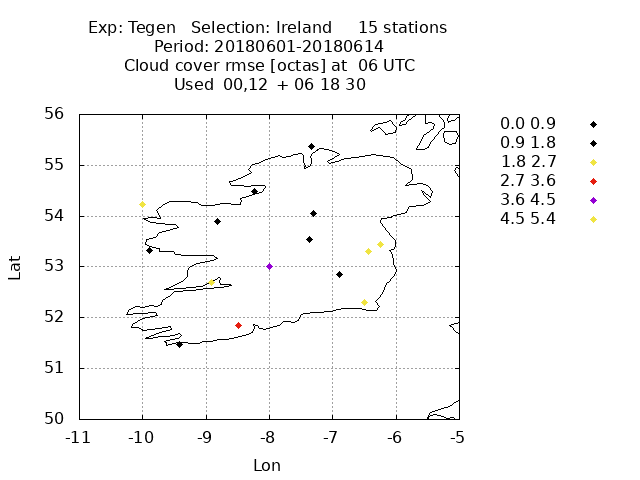 Exp: Tegen Selection: Ireland 15 stations
Period: 20180601-20180614
Cloud cover rmse [octas] at 06 UTC
Used 00,12 + 06 18 30
56
55
54
53
52
51
50
Lat
-11 -10 -9 -8 -7 -6 -5
Lon
0.0 0.9
0.9 1.8
1.8 2.7
2.7 3.6
3.6 4.5
4.5 5.4